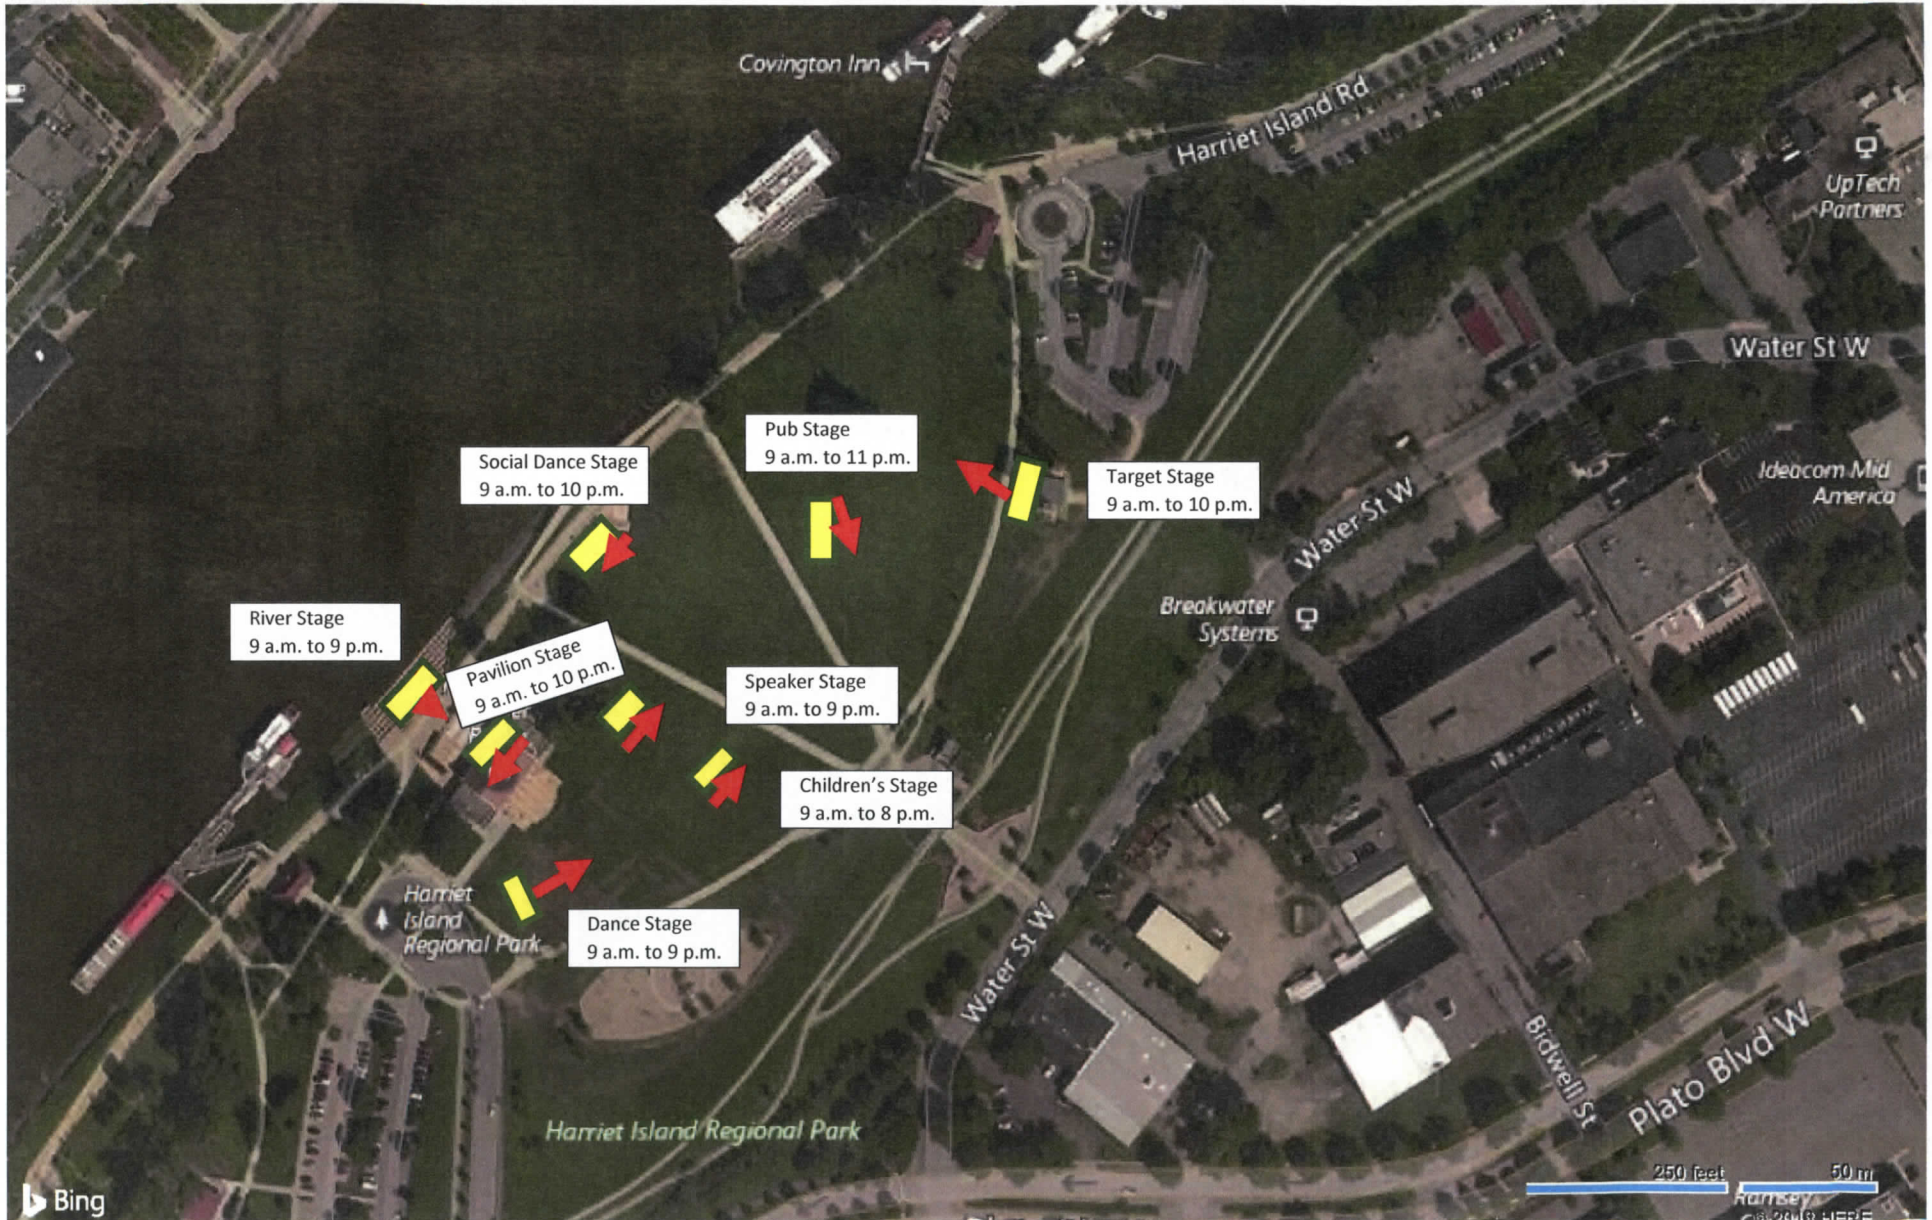 Covington Inn
Harriet Island Rd
UpTech
Partners
Water St W
Pub Stage
9 a.m. to 11 p.m.
Social Dance Stage
9 a.m. to 10 p.m.
Target Stage
9 a.m. to 10 p.m.
Ideacom Mid
America
Water St W
River Stage
9 a.m. to 9 p.m.
Breakwater
Systems
Pavilion Stage
9 a.m. to 10 p.m.
Speaker Stage
9 a.m. to 9 p.m.
Children's Stage
9 a.m. to 8 p.m.
Harriet
Island
Regional Park
Dance Stage
9 a.m. to 9 p.m.
Water St W
Bidwell St
Plato Blvd W
Harriet Island Regional Park
250 feet
50 m
Bing
Ramsey
HERE